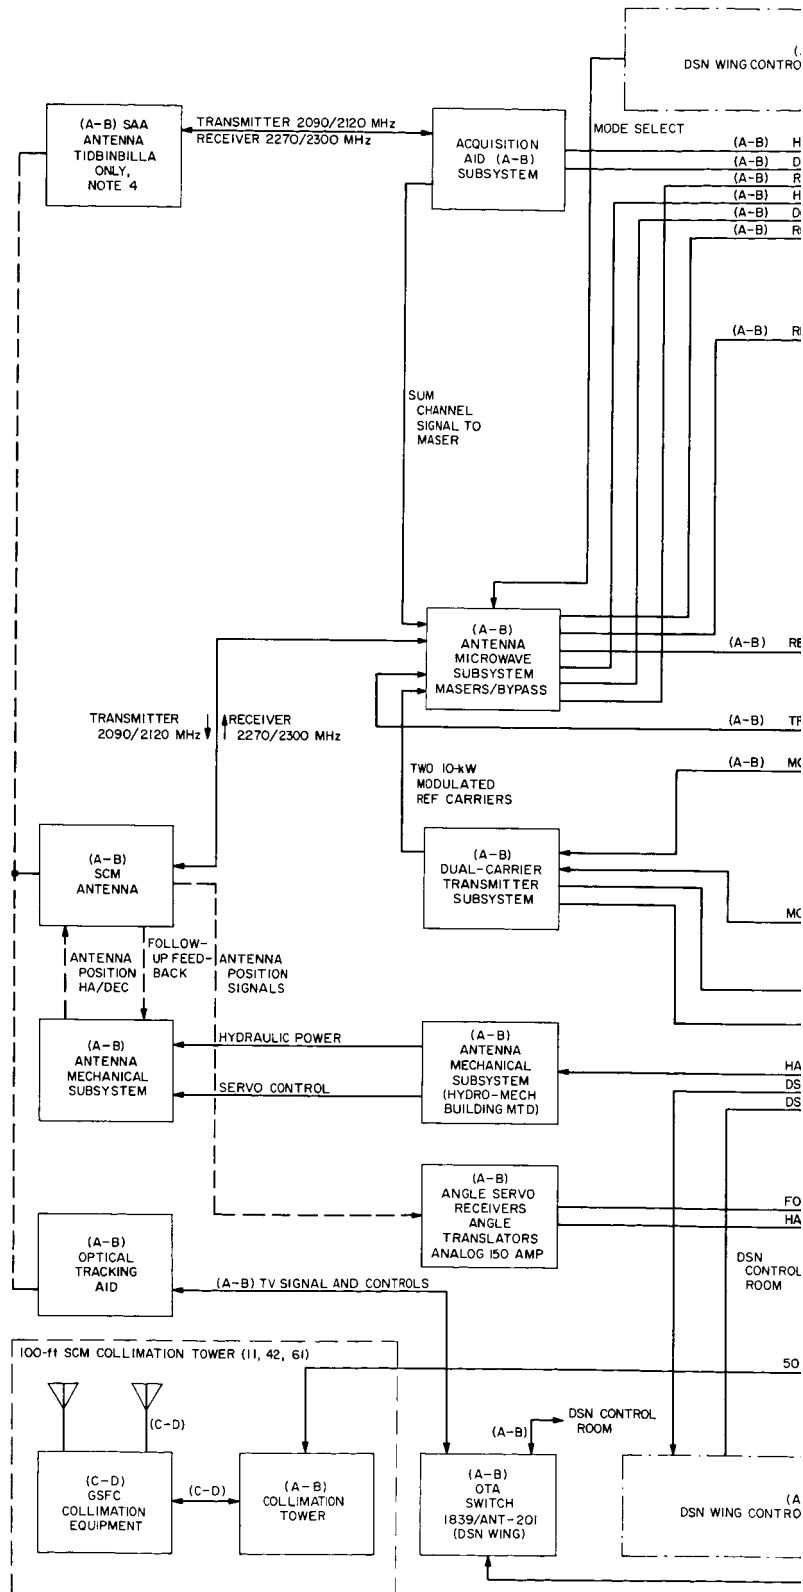 (
DSN WING CONTRO
(A-B) SAA
ANTENNA
TIDBINBILLA
ONLY,
NOTE 4
TRANSMITTER 2090/2120 MHz
RECEIVER 2270/2300 MHz
ACQUISITION
AID (A-B)
SUBSYSTEM
MODE SELECT
(A-B) H
(A-B) D
(A-B) R
(A-B) H
(A-B) D
(A-B) R
(A-B) R
SUM
CHANNEL
SIGNAL TO
MASER
(A-B)
ANTENNA
MICROWAVE
SUBSYSTEM
MASERS/BYPASS
(A-B) RE
TRANSMITTER
2090/2120 MHz
RECEIVER
2270/2300 MHz
(A-B) TF
(A-B) MO
TWO 10-kW
MODULATED
REF CARRIERS
(A-B)
SCM
ANTENNA
(A-B)
DUAL-CARRIER
TRANSMITTER
SUBSYSTEM
MO
ANTENNA
POSITION
HA/DEC
FOLLOW-
UP FEED-
BACK
ANTENNA
POSITION
SIGNALS
(A-B)
ANTENNA
MECHANICAL
SUBSYSTEM
HYDRAULIC POWER
SERVO CONTROL
(A-B)
ANTENNA
MECHANICAL
SUBSYSTEM
(HYDRO-MECH
BUILDING MTD)
HA
DS
DS
(A-B)
ANGLE SERVO
RECEIVERS
ANGLE
TRANSLATORS
ANALOG 150 AMP
FO
HA
(A-B)
OPTICAL
TRACKING
AID
(A-B) TV SIGNAL AND CONTROLS
DSN
CONTROL
ROOM
100-ft SCM COLLIMATION TOWER (11, 42, 61)
50
(C-D)
(C-D)
GSFC
COLLIMATION
EQUIPMENT
(C-D)
(A-B)
COLLIMATION
TOWER
(A-B)
DSN CONTROL
ROOM
(A-B)
OTA
SWITCH
1839/ANT-201
(DSN WING)
(A
DSN WING CONTRO